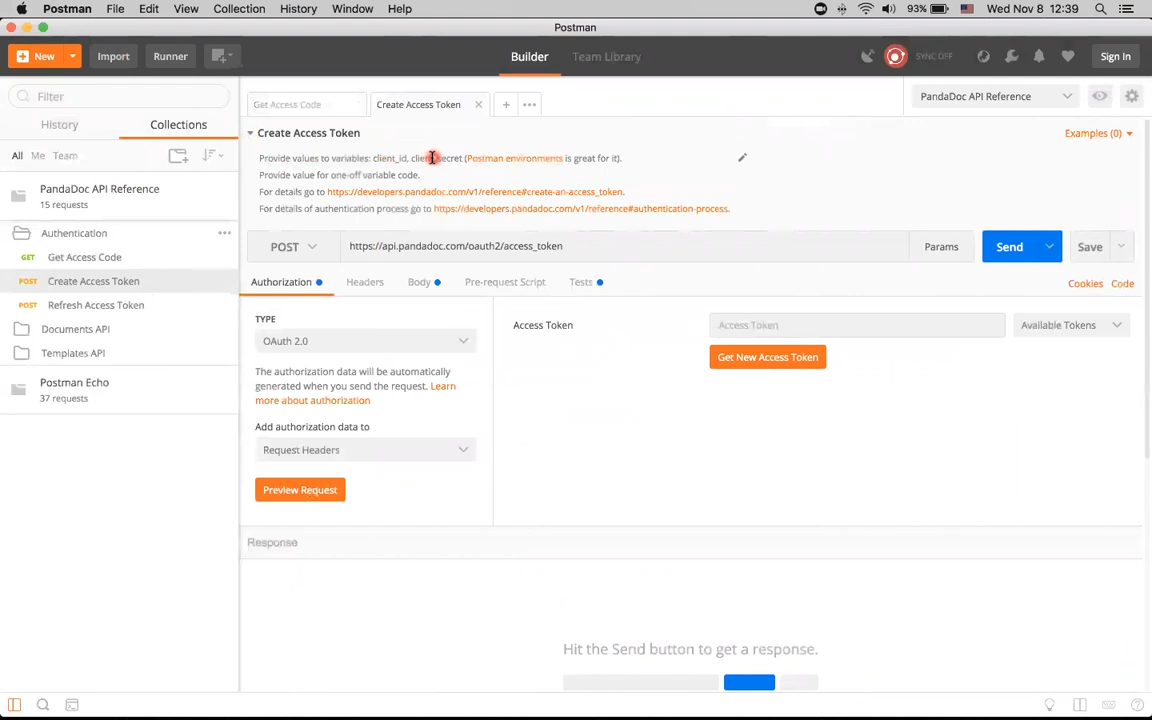 Postman File Edit View Collection History Window Help 93% Wed Nov 8 12:39
Postman
New Import Runner Builder Team Library SYNC OFF Sign In
Filter
History Collections
All Me Team
PandaDoc API Reference
15 requests
Authentication
GET Get Access Code
POST Create Access Token
POST Refresh Access Token
Documents API
Templates API
Postman Echo
37 requests
Get Access Code Create Access Token PandaDoc API Reference
Create Access Token Examples (0)
Provide values to variables: client_id, client_secret (Postman environments is great for it).
Provide value for one-off variable code.
For details go to https://developers.pandadoc.com/v1/reference#create-an-access_token.
For details of authentication process go to https://developers.pandadoc.com/v1/reference#authentication-process.
POST https://api.pandadoc.com/oauth2/access_token Params Send Save
Authorization Headers Body Pre-request Script Tests Cookies Code
TYPE
OAuth 2.0
The authorization data will be automatically
generated when you send the request. Learn
more about authorization
Add authorization data to
Request Headers
Preview Request
Access Token Access Token Available Tokens
Get New Access Token
Response
Hit the Send button to get a response.